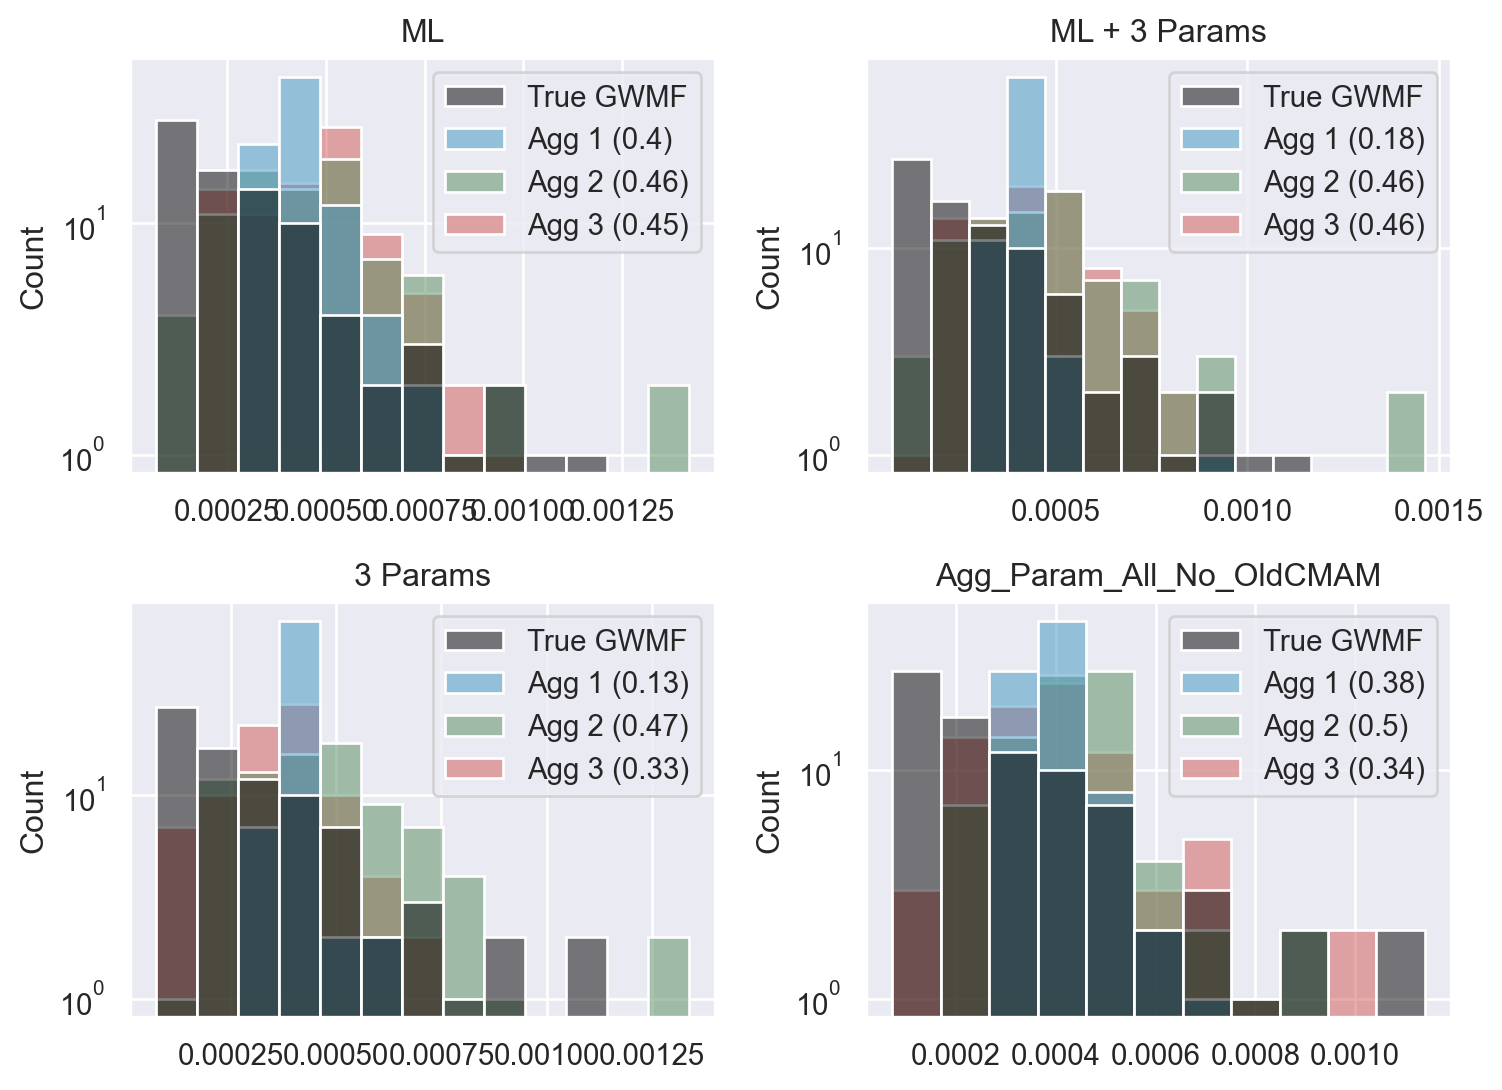 ML
Count
10^1
10^0
True GWMF
Agg 1 (0.4)
Agg 2 (0.46)
Agg 3 (0.45)
0.00025 0.00050 0.00075 0.00100 0.00125
ML + 3 Params
Count
10^1
10^0
True GWMF
Agg 1 (0.18)
Agg 2 (0.46)
Agg 3 (0.46)
0.0005 0.0010 0.0015
3 Params
Count
10^1
10^0
True GWMF
Agg 1 (0.13)
Agg 2 (0.47)
Agg 3 (0.33)
0.00025 0.00050 0.00075 0.00100 0.00125
Agg_Param_All_No_OldCMAM
Count
10^1
10^0
True GWMF
Agg 1 (0.38)
Agg 2 (0.5)
Agg 3 (0.34)
0.0002 0.0004 0.0006 0.0008 0.0010